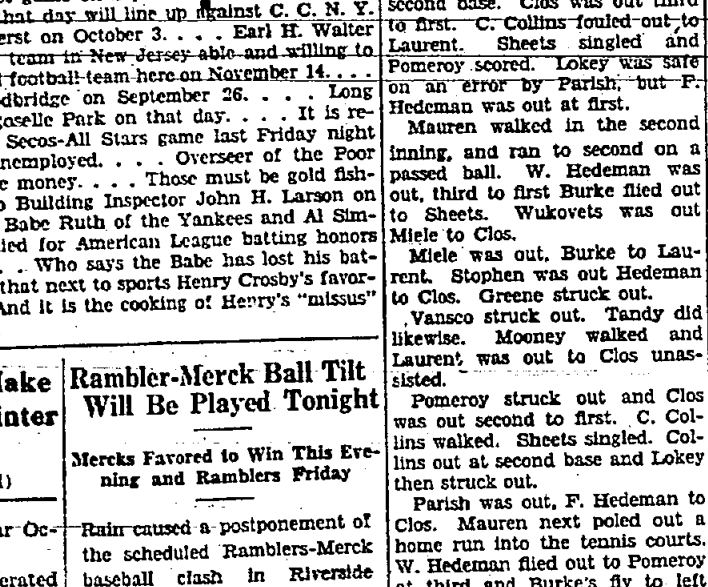 that day will line up against C. C. N. Y.
erst on October 3. . . . Earl H. Walter
team in New Jersey able and willing to
football team here on November 14. . . .
dbridge on September 26. . . . Long
oselle Park on that day. . . . It is re-
Secos-All Stars game last Friday night
nemployed. . . . Overseer of the Poor
e money. . . . Those must be gold fish-
o Building Inspector John H. Larson on
Babe Ruth of the Yankees and Al Sim-
ied for American League batting honors
. . Who says the Babe has lost his bat-
that next to sports Henry Crosby's favor-
And it is the cooking of Henry's "missus"
Make
inter
1)
ar Oc-
erated
Rambler-Merck Ball Tilt
Will Be Played Tonight
Mercks Favored to Win This Eve-
ning and Ramblers Friday
Rain caused a postponement of
the scheduled Ramblers-Merck
baseball clash in Riverside
second base. Clos was out third
to first. C. Collins fouled out to
Laurent. Sheets singled and
Pomeroy scored. Lokey was safe
on an error by Parish, but F.
Hedeman was out at first.
Mauren walked in the second
inning, and ran to second on a
passed ball. W. Hedeman was
out, third to first Burke flied out
to Sheets. Wukovets was out
Miele to Clos.
Miele was out, Burke to Lau-
rent. Stophen was out Hedeman
to Clos. Greene struck out.
Vansco struck out. Tandy did
likewise. Mooney walked and
Laurent was out to Clos unas-
sisted.
Pomeroy struck out and Clos
was out second to first. C. Col-
lins walked. Sheets singled. Col-
lins out at second base and Lokey
then struck out.
Parish was out, F. Hedeman to
Clos. Mauren next poled out a
home run into the tennis courts.
W. Hedeman flied out to Pomeroy
at third and Burke's fly to left